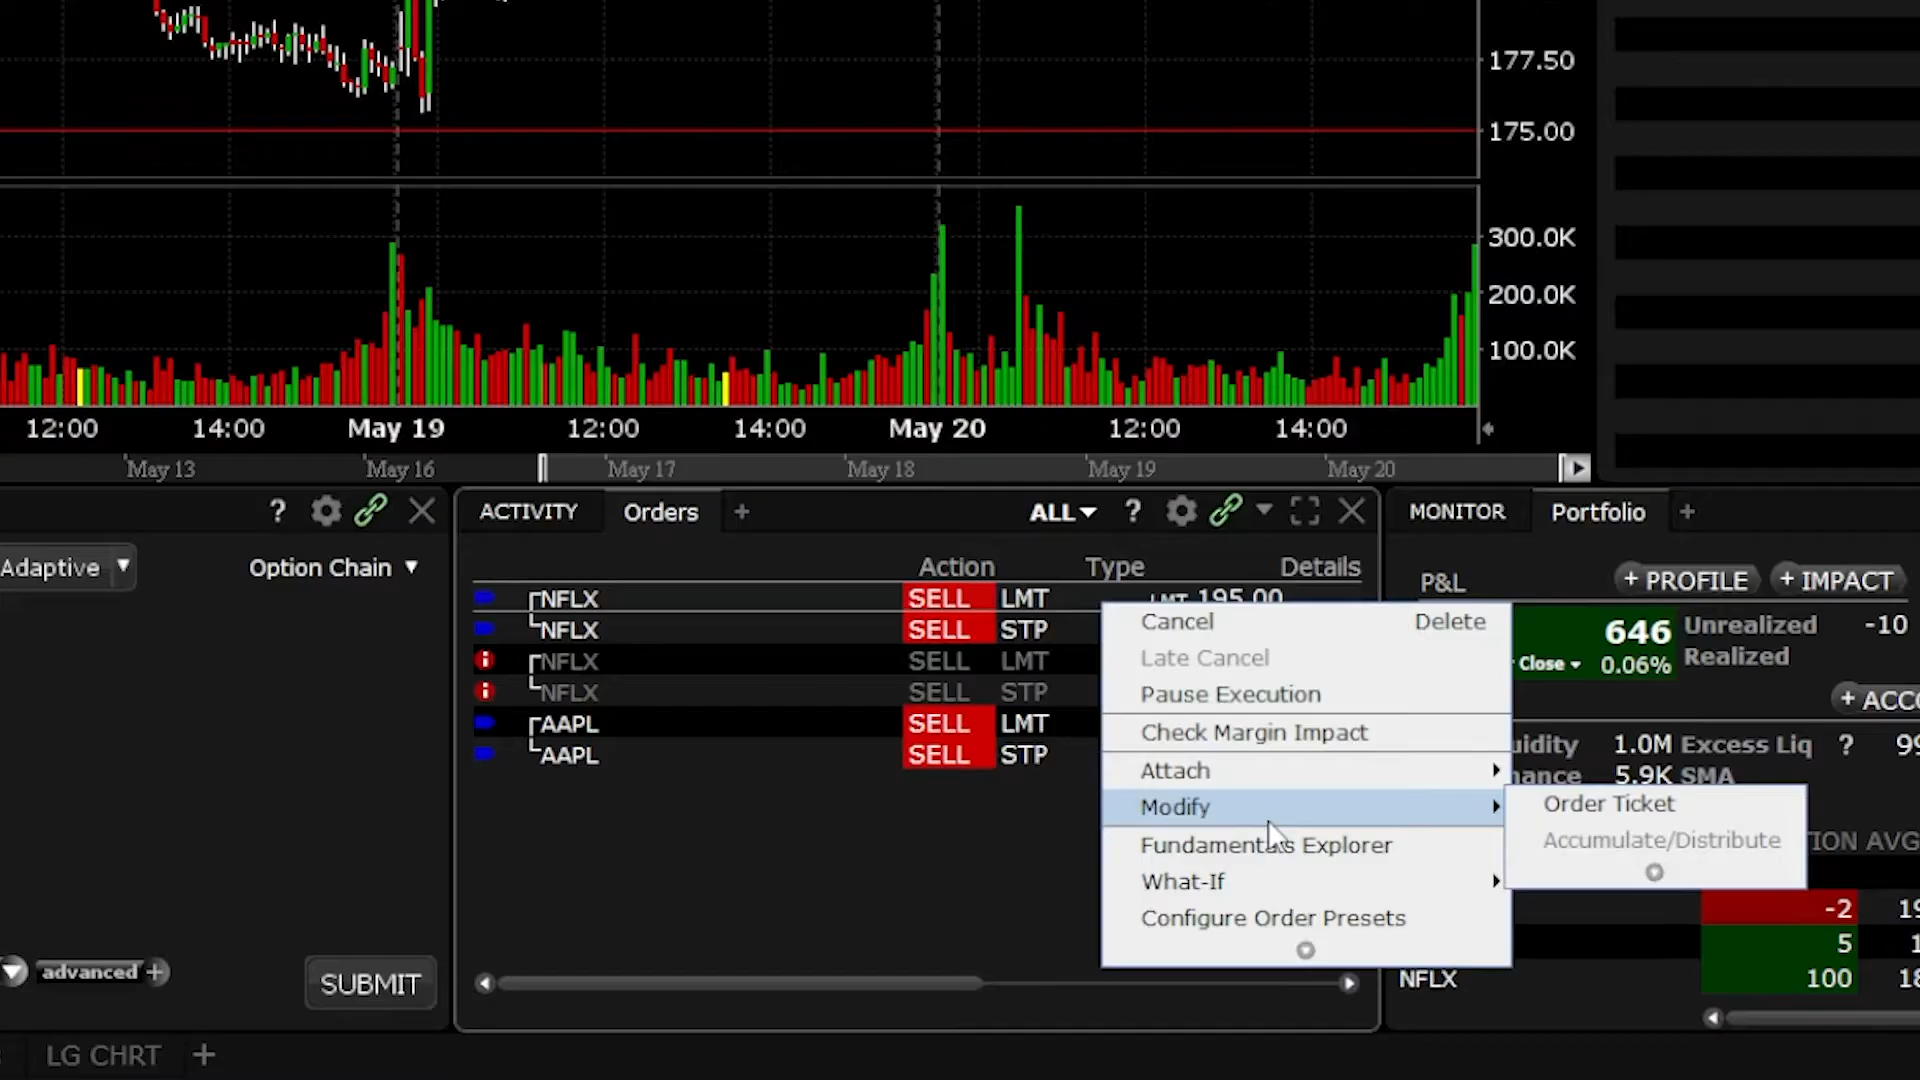 177.50
175.00
300.0K
200.0K
100.0K
12:00 14:00 May 19 12:00 14:00 May 20 12:00 14:00
May 13 May 16 May 17 May 18 May 19 May 20
?
ACTIVITY Orders +
ALL ?
MONITOR Portfolio +
Adaptive
Option Chain
Action Type Details
NFLX SELL LMT LMT 195.00
NFLX SELL STP
NFLX SELL LMT
NFLX SELL STP
AAPL SELL LMT
AAPL SELL STP
Cancel Delete
Late Cancel
Pause Execution
Check Margin Impact
Attach
Modify
Fundamentals Explorer
What-If
Configure Order Presets
Order Ticket
Accumulate/Distribute
P&L
+ PROFILE
+ IMPACT
646
Close 0.06%
Unrealized -10
Realized
+
1.0M Excess Liq ?
5.9K SMA
AVG
-2
5
NFLX 100
advanced +
SUBMIT
LG CHRT +